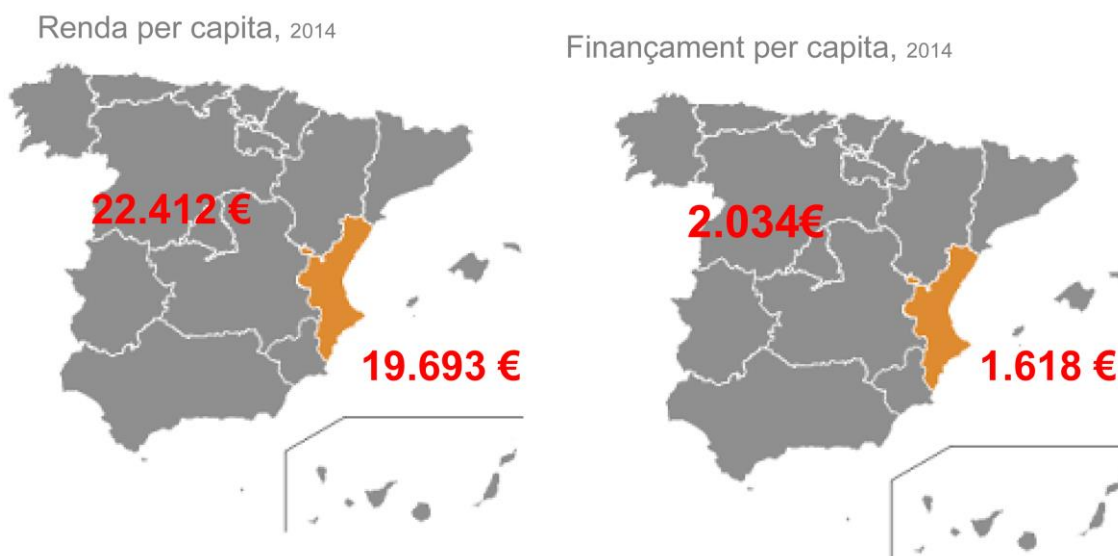 Renda per capita, 2014
22.412 €
19.693 €
Finançament per capita, 2014
2.034€
1.618 €